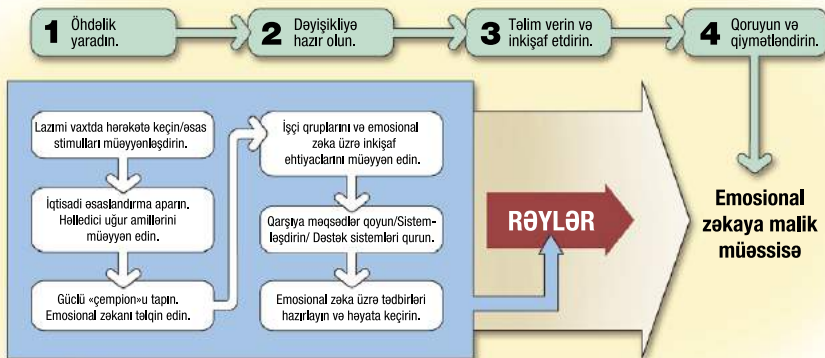 1 Öhdəlik
yaradın.
2 Dəyişikliyə
hazır olun.
3 Təlim verin və
inkişaf etdirin.
4 Qoruyun və
qiymətləndirin.
Lazımi vaxtda hərəkətə keçin/əsas
stimulları müəyyənləşdirin.
İqtisadi əsaslandırma aparın.
Həlledici uğur amillərini
müəyyən edin.
Güclü «çempion»u tapın.
Emosional zəkanı təlqin edin.
İşçi qruplarını və emosional
zəka üzrə inkişaf
ehtiyaclarını müəyyən edin.
Qarşıya məqsədlər qoyun/Sistem-
ləşdirin/ Dəstək sistemləri qurun.
Emosional zəka üzrə tədbirləri
hazırlayın və həyata keçirin.
RƏYLƏR
Emosional
zəkaya malik
müəssisə